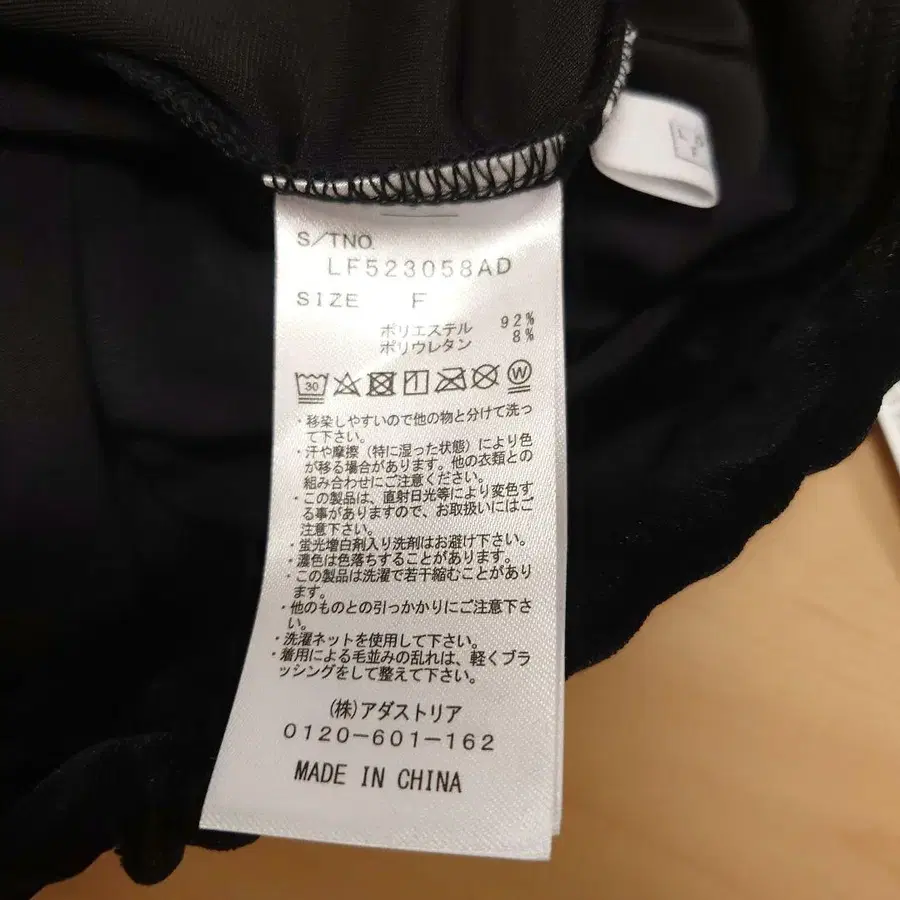 S/TNO.
LF523058AD
SIZE F
ポリエステル 92%
ポリウレタン 8%
30 W
・移染しやすいので他の物と分けて洗っ
て下さい。
・汗や摩擦（特に湿った状態）により色
が移る場合があります。他の衣類との
組み合わせにご注意ください。
・この製品は、直射日光等により変色す
る事がありますので、お取扱いにはご
注意下さい。
・蛍光増白剤入り洗剤はお避け下さい。
・濃色は色落ちすることがあります。
・この製品は洗濯で若干縮むことがあり
ます。
・他のものとの引っかかりにご注意下さ
い。
・洗濯ネットを使用して下さい。
・着用による毛並みの乱れは、軽くブラ
ッシングをして整えて下さい。
(株)アダストリア
0120-601-162
MADE IN CHINA